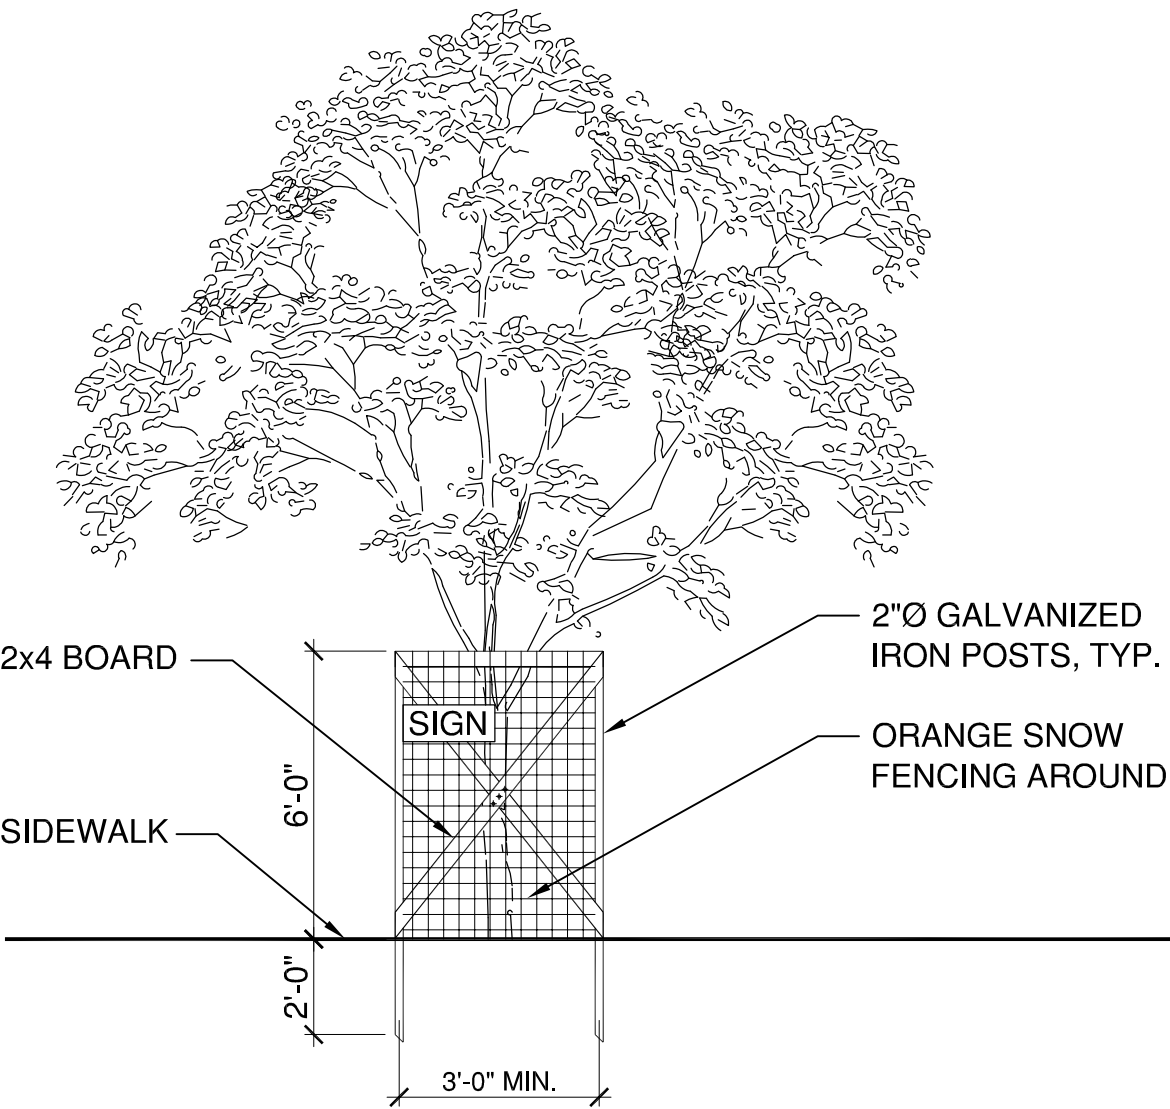 2"Ø GALVANIZED
IRON POSTS, TYP.
2x4 BOARD
SIGN
ORANGE SNOW
FENCING AROUND
6'-0"
SIDEWALK
2'-0"
3'-0" MIN.